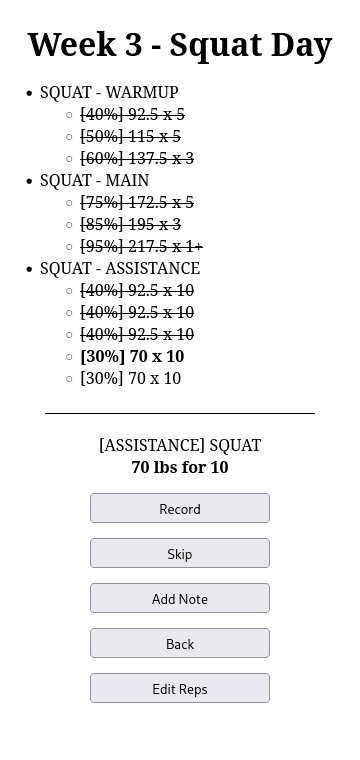 Week 3 - Squat Day
SQUAT - WARMUP
[40%] 92.5 x 5
[50%] 115 x 5
[60%] 137.5 x 3
SQUAT - MAIN
[75%] 172.5 x 5
[85%] 195 x 3
[95%] 217.5 x 1+
SQUAT - ASSISTANCE
[40%] 92.5 x 10
[40%] 92.5 x 10
[40%] 92.5 x 10
[30%] 70 x 10
[30%] 70 x 10
[ASSISTANCE] SQUAT
70 lbs for 10
Record
Skip
Add Note
Back
Edit Reps